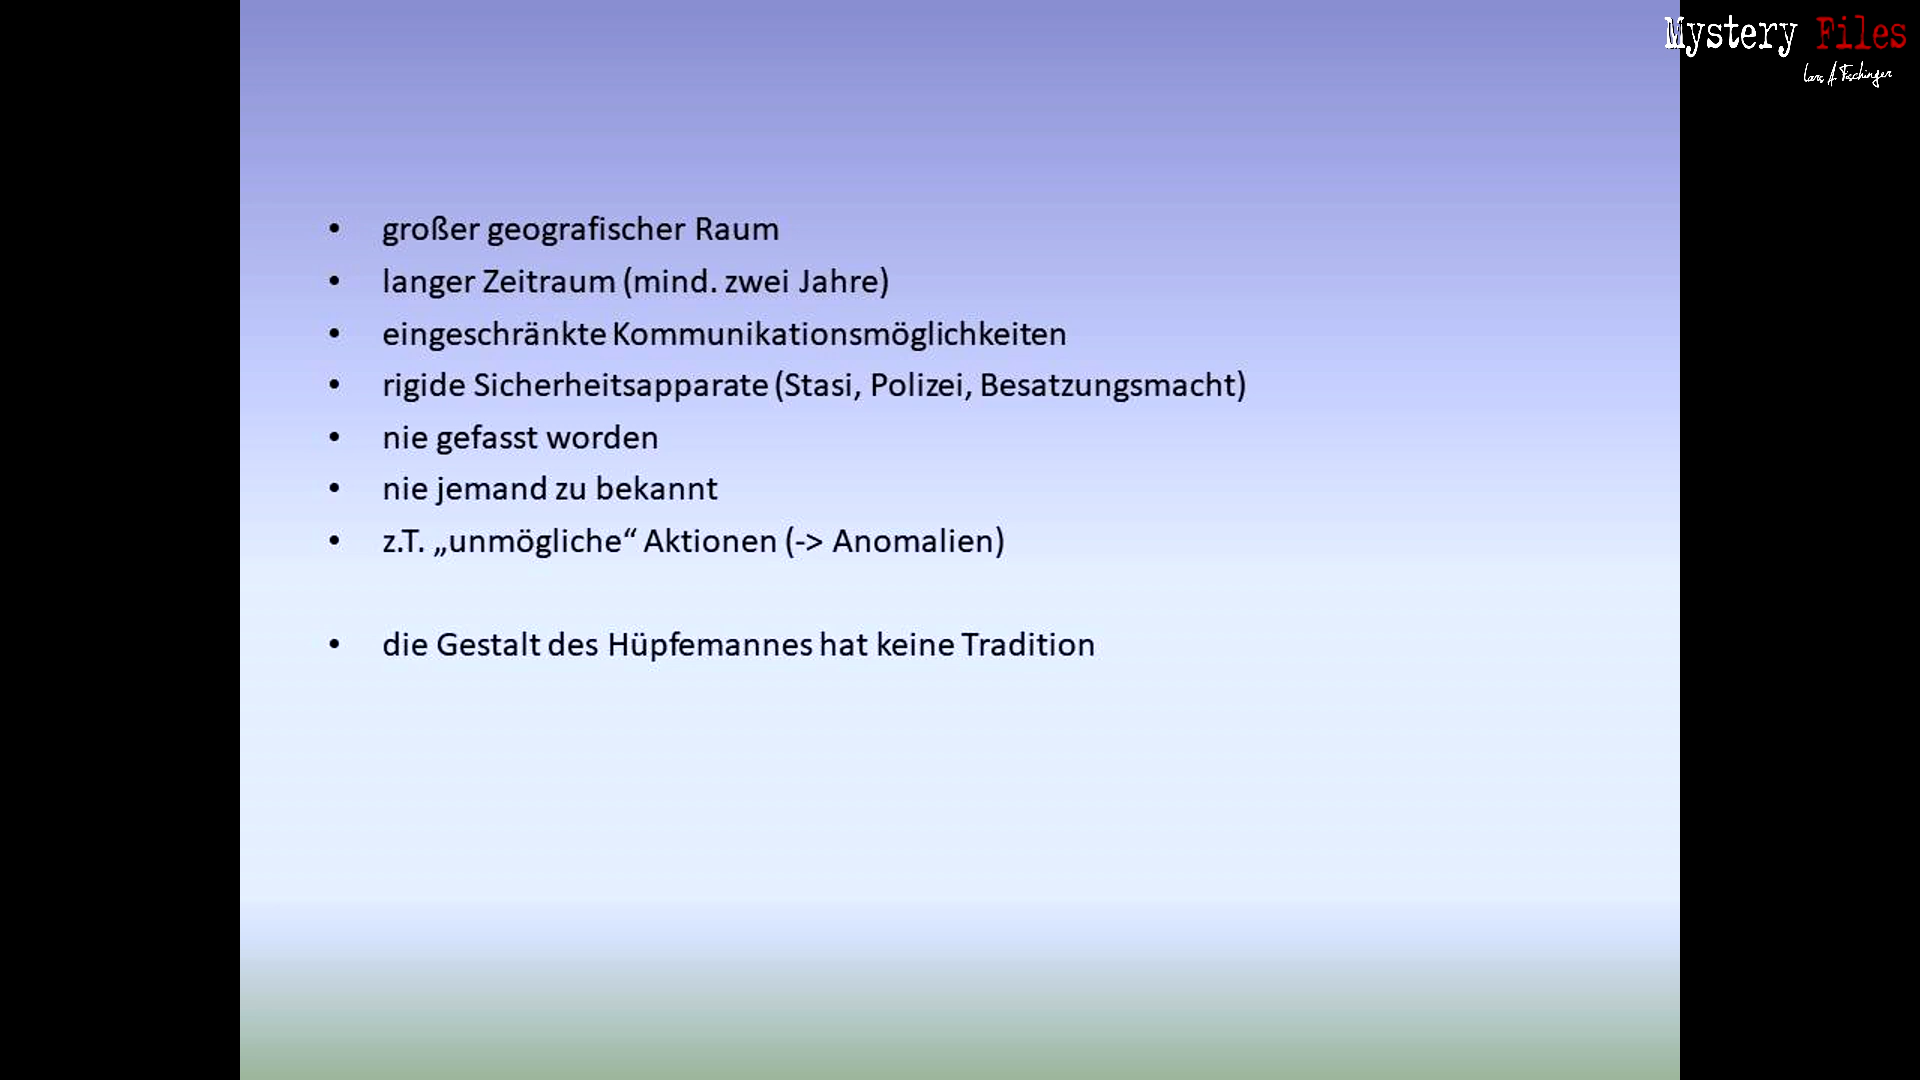 Mystery Files
Lars A. Fischinger
• großer geografischer Raum
• langer Zeitraum (mind. zwei Jahre)
• eingeschränkte Kommunikationsmöglichkeiten
• rigide Sicherheitsapparate (Stasi, Polizei, Besatzungsmacht)
• nie gefasst worden
• nie jemand zu bekannt
• z.T. „unmögliche“ Aktionen (-> Anomalien)
• die Gestalt des Hüpfemannes hat keine Tradition